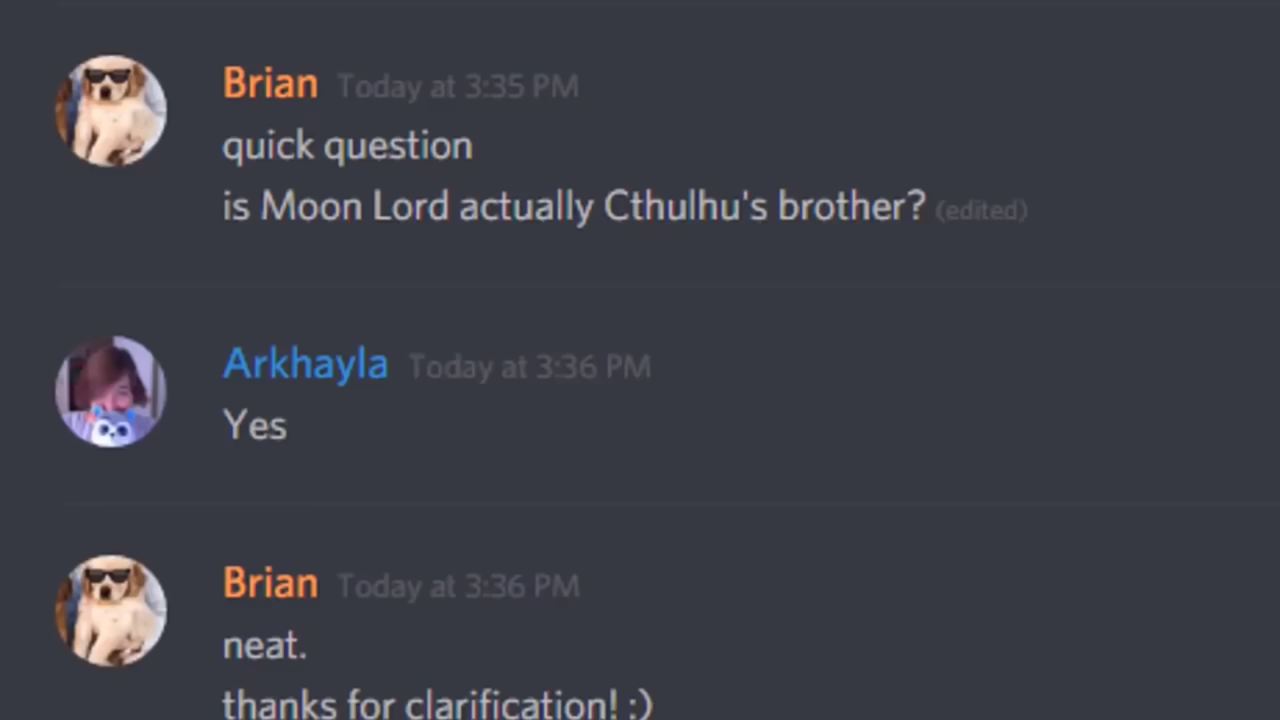 Brian Today at 3:35 PM
quick question
is Moon Lord actually Cthulhu's brother? (edited)
Arkhayla Today at 3:36 PM
Yes
Brian Today at 3:36 PM
neat.
thanks for clarification! :)